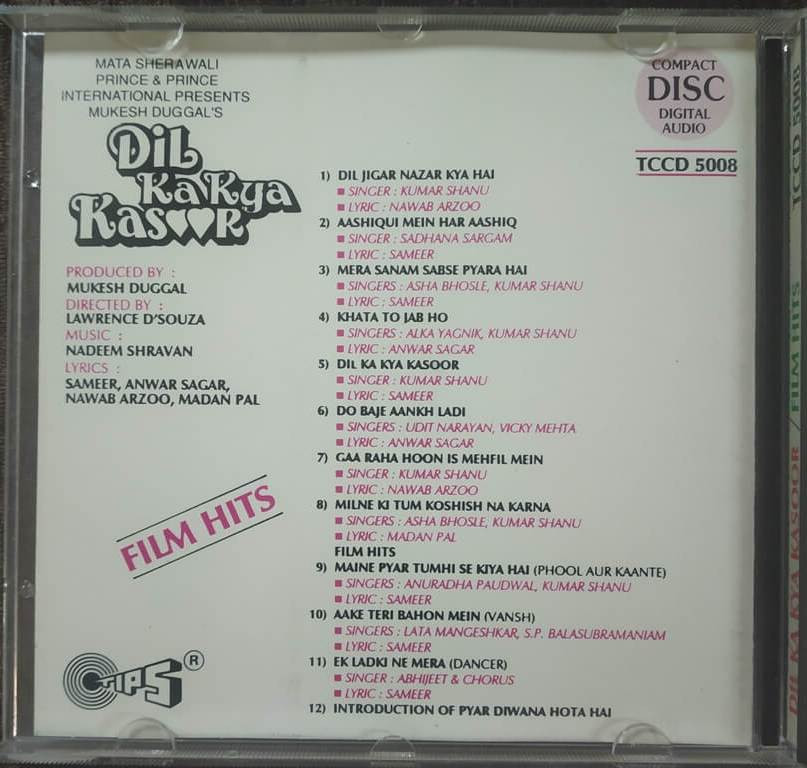 MATA SHERAWALI
PRINCE & PRINCE
INTERNATIONAL PRESENTS
MUKESH DUGGAL'S
DIL
KA KYA
KASOOR
PRODUCED BY :
MUKESH DUGGAL
DIRECTED BY :
LAWRENCE D'SOUZA
MUSIC :
NADEEM SHRAVAN
LYRICS :
SAMEER, ANWAR SAGAR,
NAWAB ARZOO, MADAN PAL
FILM HITS
TIPS ®
COMPACT
DISC
DIGITAL
AUDIO
TCCD 5008
1) DIL JIGAR NAZAR KYA HAI
■ SINGER : KUMAR SHANU
■ LYRIC : NAWAB ARZOO
2) AASHIQUI MEIN HAR AASHIQ
■ SINGER : SADHANA SARGAM
■ LYRIC : SAMEER
3) MERA SANAM SABSE PYARA HAI
■ SINGERS : ASHA BHOSLE, KUMAR SHANU
■ LYRIC : SAMEER
4) KHATA TO JAB HO
■ SINGERS : ALKA YAGNIK, KUMAR SHANU
■ LYRIC : ANWAR SAGAR
5) DIL KA KYA KASOOR
■ SINGER : KUMAR SHANU
■ LYRIC : SAMEER
6) DO BAJE AANKH LADI
■ SINGERS : UDIT NARAYAN, VICKY MEHTA
■ LYRIC : ANWAR SAGAR
7) GAA RAHA HOON IS MEHFIL MEIN
■ SINGER : KUMAR SHANU
■ LYRIC : NAWAB ARZOO
8) MILNE KI TUM KOSHISH NA KARNA
■ SINGERS : ASHA BHOSLE, KUMAR SHANU
■ LYRIC : MADAN PAL
FILM HITS
9) MAINE PYAR TUMHI SE KIYA HAI (PHOOL AUR KAANTE)
■ SINGERS : ANURADHA PAUDWAL, KUMAR SHANU
■ LYRIC : SAMEER
10) AAKE TERI BAHON MEIN (VANSH)
■ SINGERS : LATA MANGESHKAR, S.P. BALASUBRAMANIAM
■ LYRIC : SAMEER
11) EK LADKI NE MERA (DANCER)
■ SINGER : ABHIJEET & CHORUS
■ LYRIC : SAMEER
12) INTRODUCTION OF PYAR DIWANA HOTA HAI
DIL KA KYA KASOOR / FILM HITS TCCD 5008